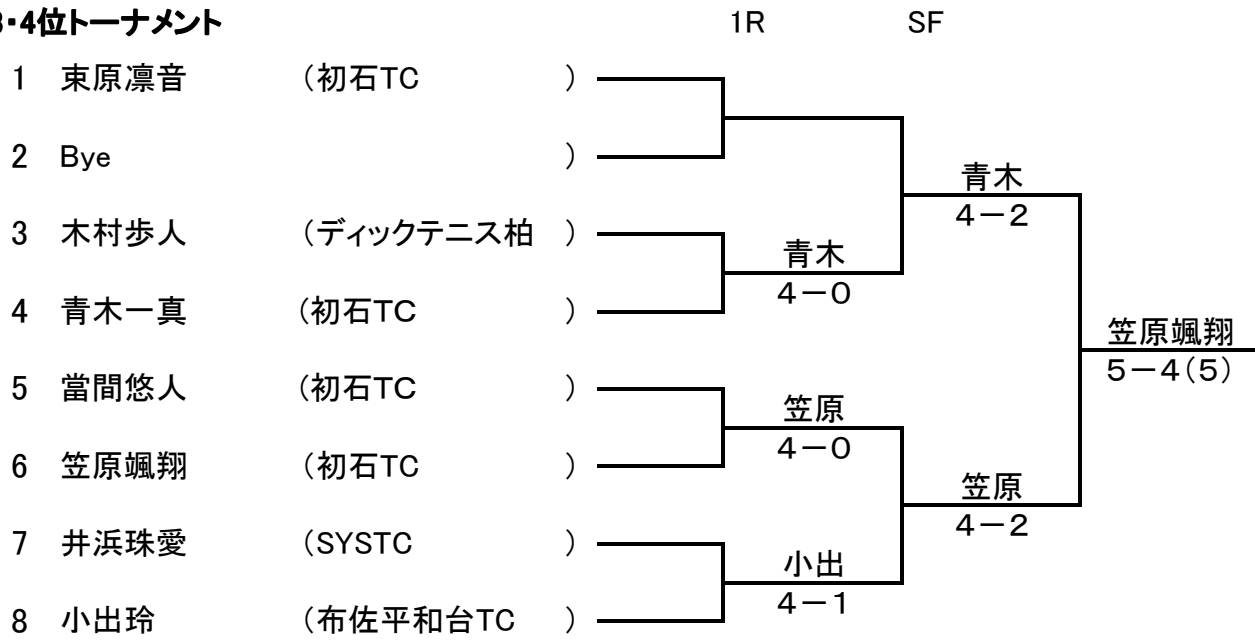 3・4位トーナメント 1R SF
1 束原凛音 (初石TC )
2 Bye )
青木
3 木村歩人 (ディックテニス柏 ) 4−2
青木
4 青木一真 (初石TC ) 4−0
笠原颯翔
5 當間悠人 (初石TC ) 5−4(5)
笠原
6 笠原颯翔 (初石TC ) 4−0
笠原
7 井浜珠愛 (SYSTC ) 4−2
小出
8 小出玲 (布佐平和台TC ) 4−1